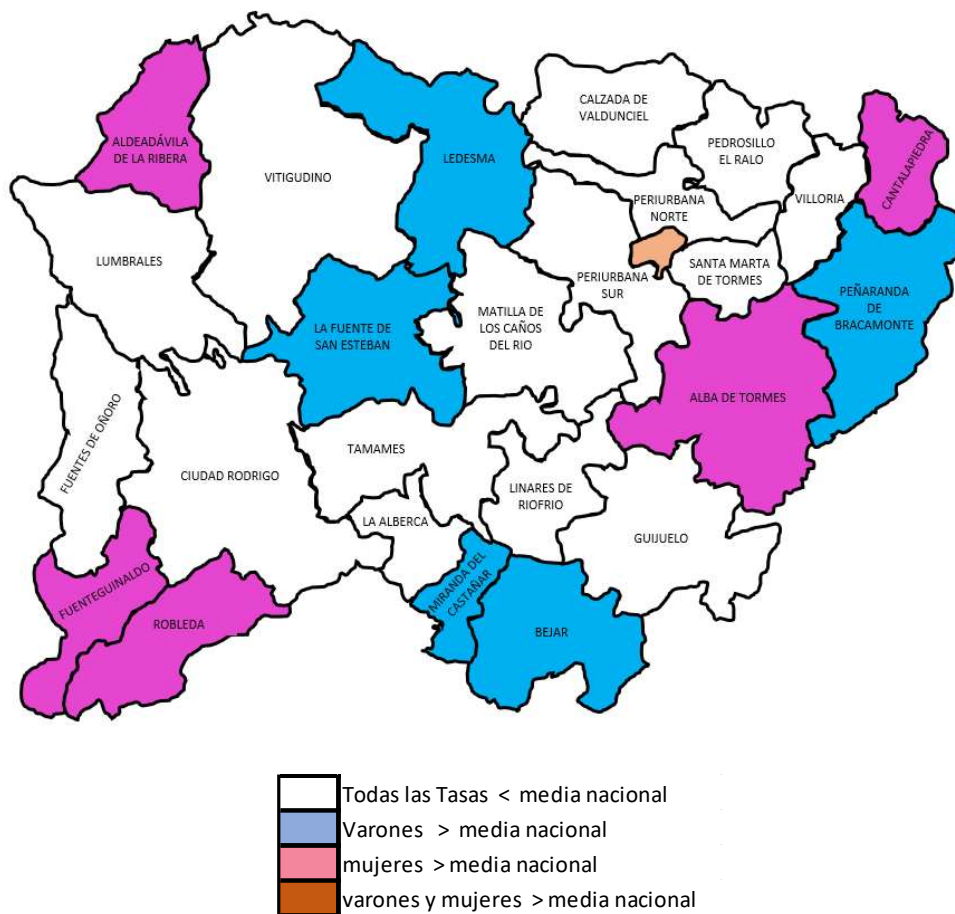 ALDEADÁVILA
DE LA RIBERA
VITIGUDINO
LEDESMA
CALZADA DE
VALDUNCIEL
PEDROSILLO
EL RALO
CANTALAPIEDRA
PERIURBANA
NORTE
VILLORIA
LUMBRALES
SANTA MARTA
DE TORMES
PERIURBANA
SUR
PEÑARANDA
DE
BRACAMONTE
MATILLA DE
LOS CAÑOS
DEL RIO
LA FUENTE DE
SAN ESTEBAN
ALBA DE TORMES
FUENTES DE OÑORO
CIUDAD RODRIGO
TAMAMES
LINARES DE
RIOFRIO
LA ALBERCA
GUIJUELO
FUENTEGUINALDO
ROBLEDA
MIRANDA DEL
CASTAÑAR
BEJAR
Todas las Tasas < media nacional
Varones > media nacional
mujeres > media nacional
varones y mujeres > media nacional